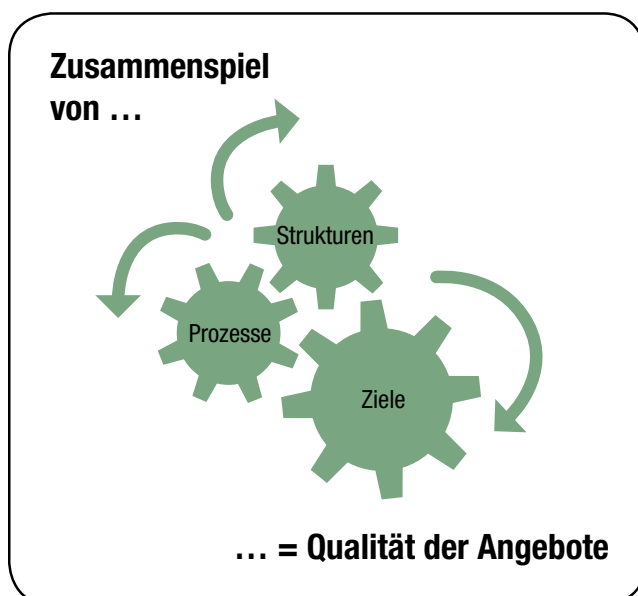 Zusammenspiel
von …
Strukturen
Prozesse
Ziele
… = Qualität der Angebote